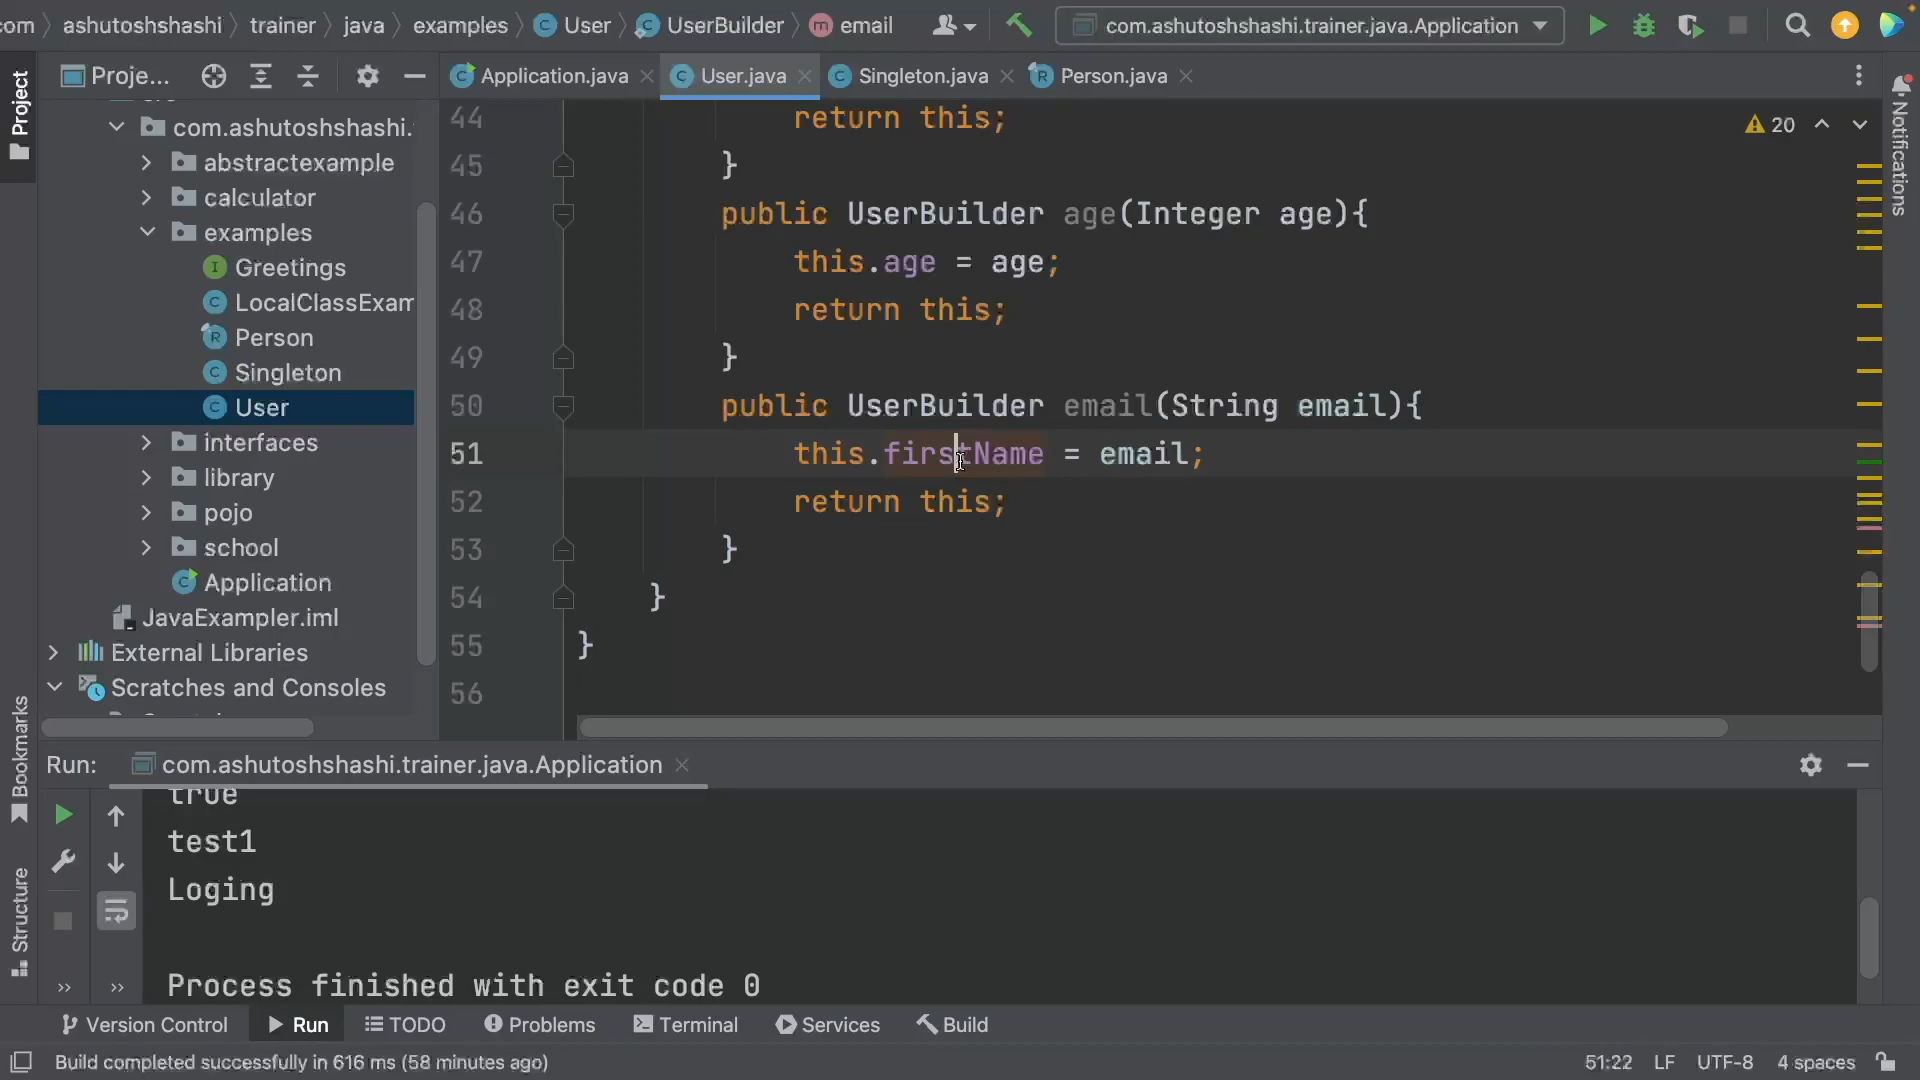 com ashutoshshashi trainer java examples User UserBuilder email com.ashutoshshashi.trainer.java.Application
Project
Proje...
Application.java User.java Singleton.java Person.java
com.ashutoshshashi.
abstractexample
calculator
examples
Greetings
LocalClassExam
Person
Singleton
User
interfaces
library
pojo
school
Application
JavaExampler.iml
External Libraries
Scratches and Consoles
44 return this;
45 }
46 public UserBuilder age(Integer age){
47 this.age = age;
48 return this;
49 }
50 public UserBuilder email(String email){
51 this.firstName = email;
52 return this;
53 }
54 }
55 }
56
20
Notifications
Bookmarks
Structure
Run: com.ashutoshshashi.trainer.java.Application
true
test1
Loging
Process finished with exit code 0
Version Control Run TODO Problems Terminal Services Build
Build completed successfully in 616 ms (58 minutes ago) 51:22 LF UTF-8 4 spaces